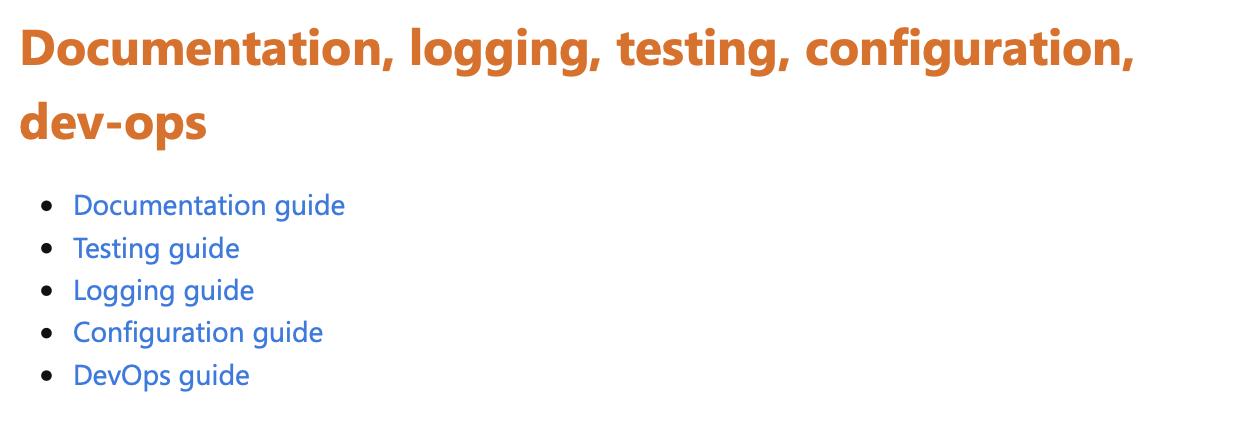 Documentation, logging, testing, configuration,
dev-ops
Documentation guide
Testing guide
Logging guide
Configuration guide
DevOps guide